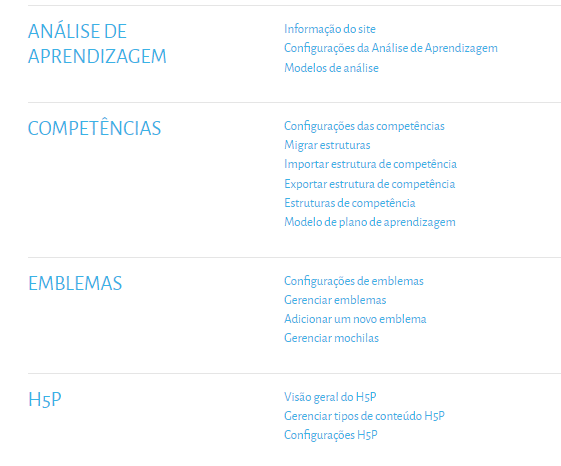 ANÁLISE DE
APRENDIZAGEM
Informação do site
Configurações da Análise de Aprendizagem
Modelos de análise
COMPETÊNCIAS
Configurações das competências
Migrar estruturas
Importar estrutura de competência
Exportar estrutura de competência
Estruturas de competência
Modelo de plano de aprendizagem
EMBLEMAS
Configurações de emblemas
Gerenciar emblemas
Adicionar um novo emblema
Gerenciar mochilas
H5P
Visão geral do H5P
Gerenciar tipos de conteúdo H5P
Configurações H5P